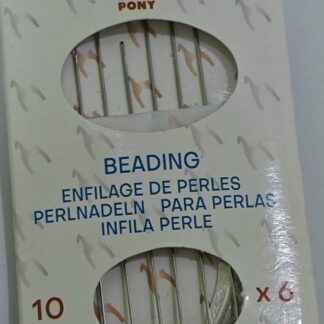 PONY
BEADING
ENFILAGE DE PERLES
PERLNADELN PARA PERLAS
INFILA PERLE
10 x 6